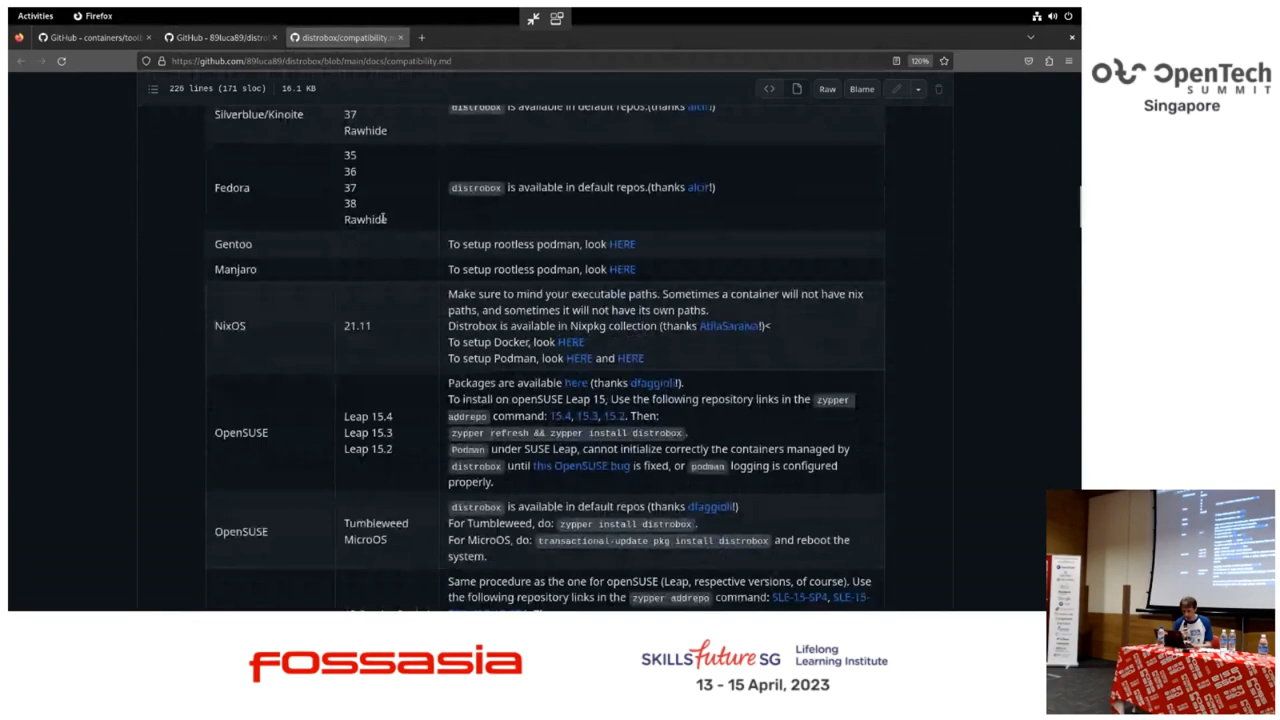 Activities
Firefox
GitHub - containers/tool
GitHub - 89luca89/distro
distrobox/compatibility.m
https://github.com/89luca89/distrobox/blob/main/docs/compatibility.md
120%
226 lines (171 sloc)
16.1 KB
Raw
Blame
Silverblue/Kinoite
37
Rawhide
distrobox is available in default repos.(thanks alcir!)
Fedora
35
36
37
38
Rawhide
distrobox is available in default repos.(thanks alcir!)
Gentoo
To setup rootless podman, look HERE
Manjaro
To setup rootless podman, look HERE
NixOS
21.11
Make sure to mind your executable paths. Sometimes a container will not have nix
paths, and sometimes it will not have its own paths.
Distrobox is available in Nixpkg collection (thanks AtilaSaraiva!)<
To setup Docker, look HERE
To setup Podman, look HERE and HERE
OpenSUSE
Leap 15.4
Leap 15.3
Leap 15.2
Packages are available here (thanks dfaggioli!).
To install on openSUSE Leap 15, Use the following repository links in the zypper
addrepo command: 15.4, 15.3, 15.2. Then:
zypper refresh && zypper install distrobox.
Podman under SUSE Leap, cannot initialize correctly the containers managed by
distrobox until this OpenSUSE bug is fixed, or podman logging is configured
properly.
OpenSUSE
Tumbleweed
MicroOS
distrobox is available in default repos (thanks dfaggioli!)
For Tumbleweed, do: zypper install distrobox.
For MicroOS, do: transactional-update pkg install distrobox and reboot the
system.
Same procedure as the one for openSUSE (Leap, respective versions, of course). Use
the following repository links in the zypper addrepo command: SLE-15-SP4, SLE-15-
OpenTech
SUMMIT
Singapore
FOSSASIA
SKILLS future SG
Lifelong
Learning Institute
13 - 15 April, 2023